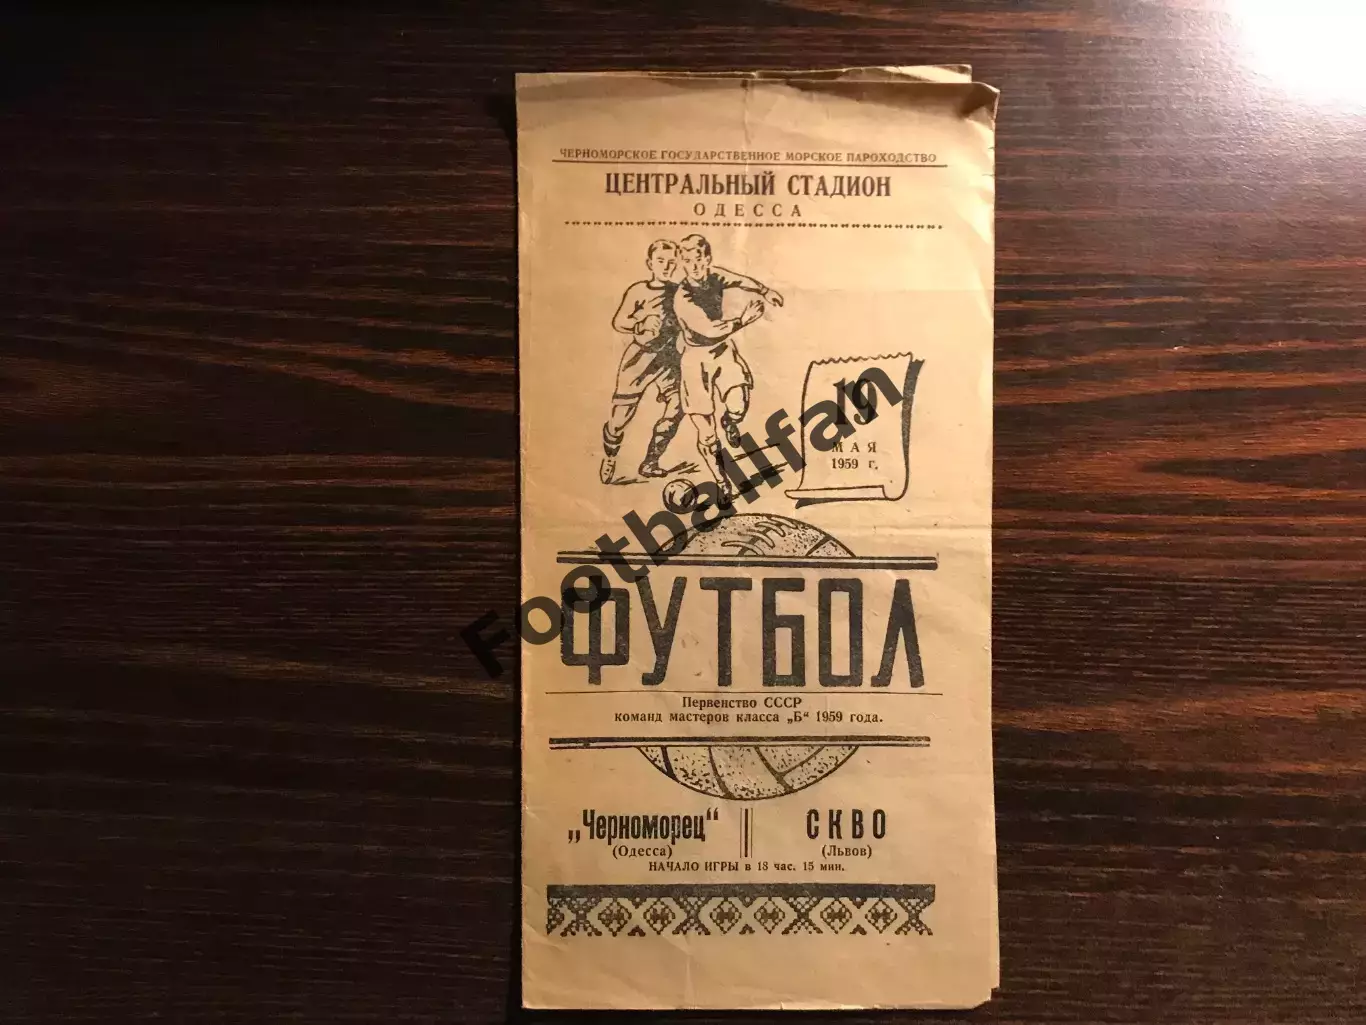 ЧЕРНОМОРСКОЕ ГОСУДАРСТВЕННОЕ МОРСКОЕ ПАРОХОДСТВО
ЦЕНТРАЛЬНЫЙ СТАДИОН
ОДЕССА
МАЯ
1959 г.
Footballfan
ФУТБОЛ
Первенство СССР
команд мастеров класса „Б“ 1959 года.
„Черноморец“ СКВО
(Одесса) (Львов)
НАЧАЛО ИГРЫ в 18 час. 15 мин.